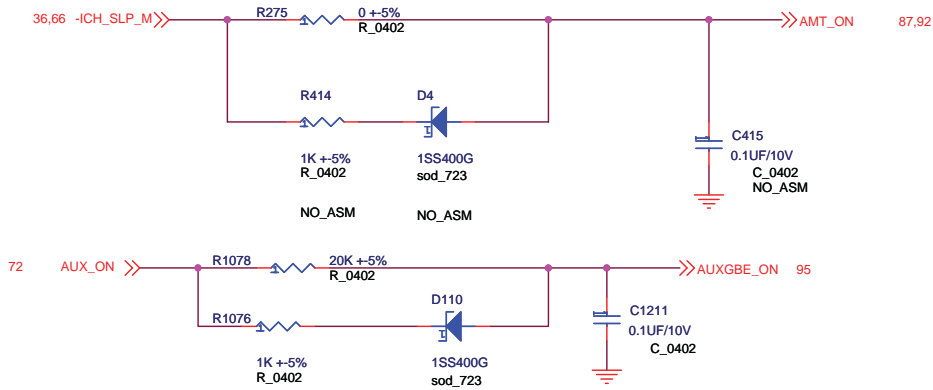 36,66 -ICH_SLP_M
R275
0 +-5%
R_0402
AMT_ON 87,92
R414
D4
1
1K +-5%
R_0402
1SS400G
sod_723
NO_ASM
NO_ASM
C415
0.1UF/10V
C_0402
NO_ASM
72 AUX_ON
R1078
20K +-5%
R_0402
AUXGBE_ON 95
R1076
D110
1
1K +-5%
R_0402
1SS400G
sod_723
C1211
0.1UF/10V
C_0402